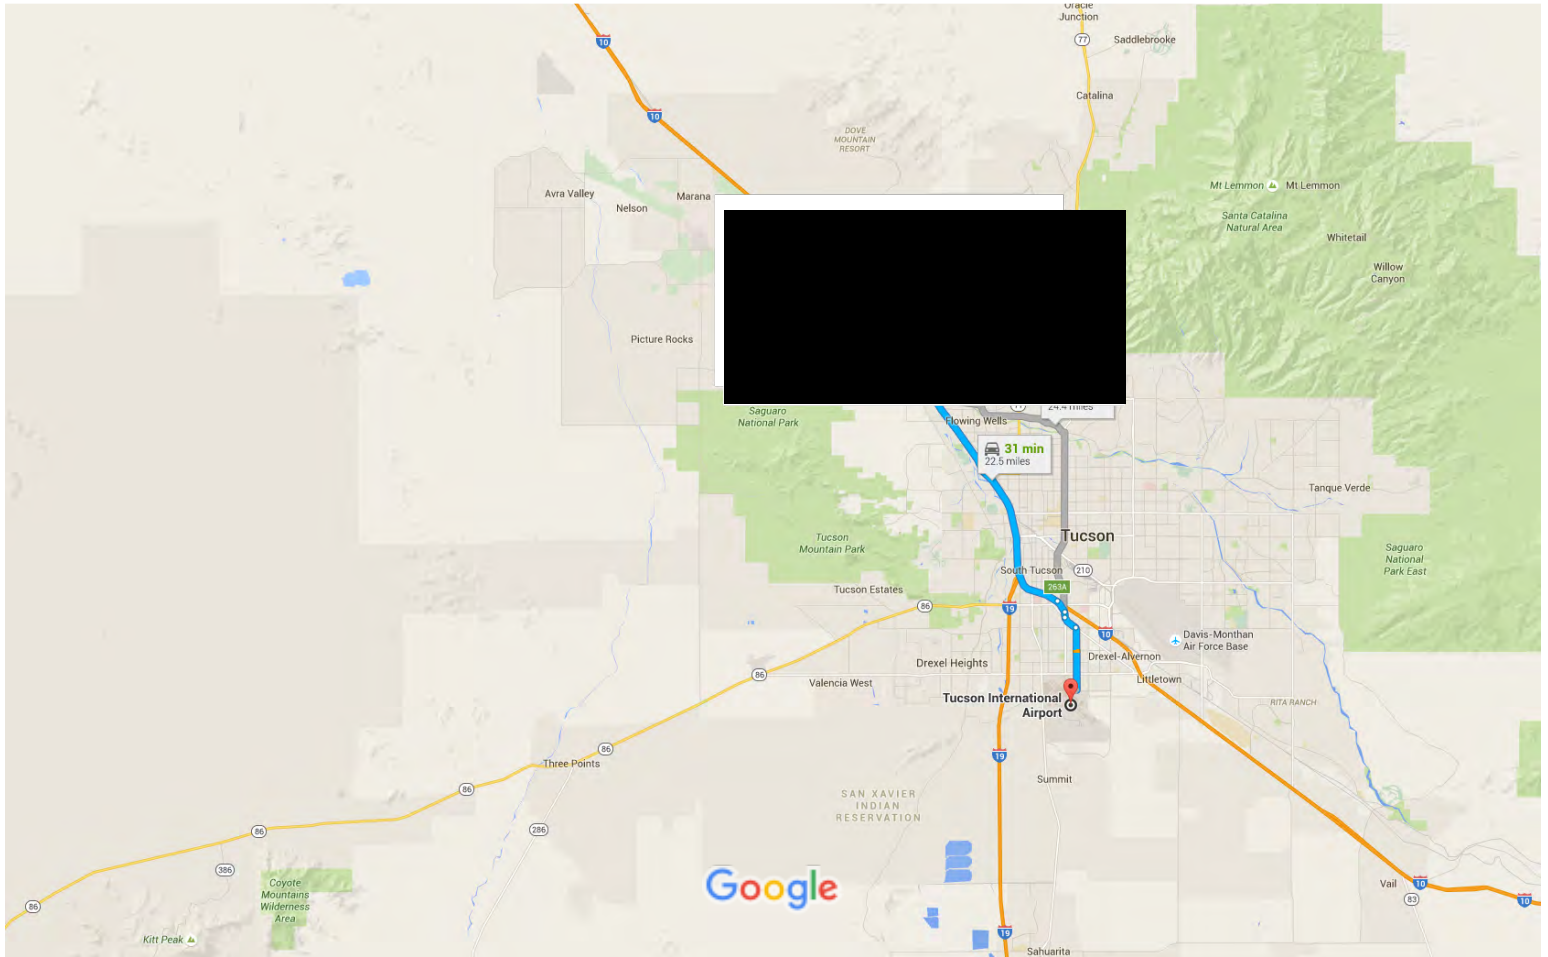 Oracle
Junction
77
Saddlebrooke
10
Catalina
10
DOVE
MOUNTAIN
RESORT
Avra Valley
Marana
Nelson
Mt Lemmon
Mt Lemmon
Santa Catalina
Natural Area
Whitetail
Willow
Canyon
Picture Rocks
Saguaro
National Park
77
24.4 miles
Flowing Wells
31 min
22.5 miles
Tanque Verde
Tucson
Mountain Park
Tucson
Saguaro
National
Park East
South Tucson
210
263A
Tucson Estates
86
19
10
Davis-Monthan
Air Force Base
Drexel Heights
Drexel-Alvernon
86
Valencia West
Littletown
Tucson International
Airport
RITA RANCH
86
19
Three Points
Summit
86
SAN XAVIER
INDIAN
RESERVATION
86
286
386
Coyote
Mountains
Wilderness
Area
Google
Vail
10
83
10
86
Kitt Peak
19
Sahuarita